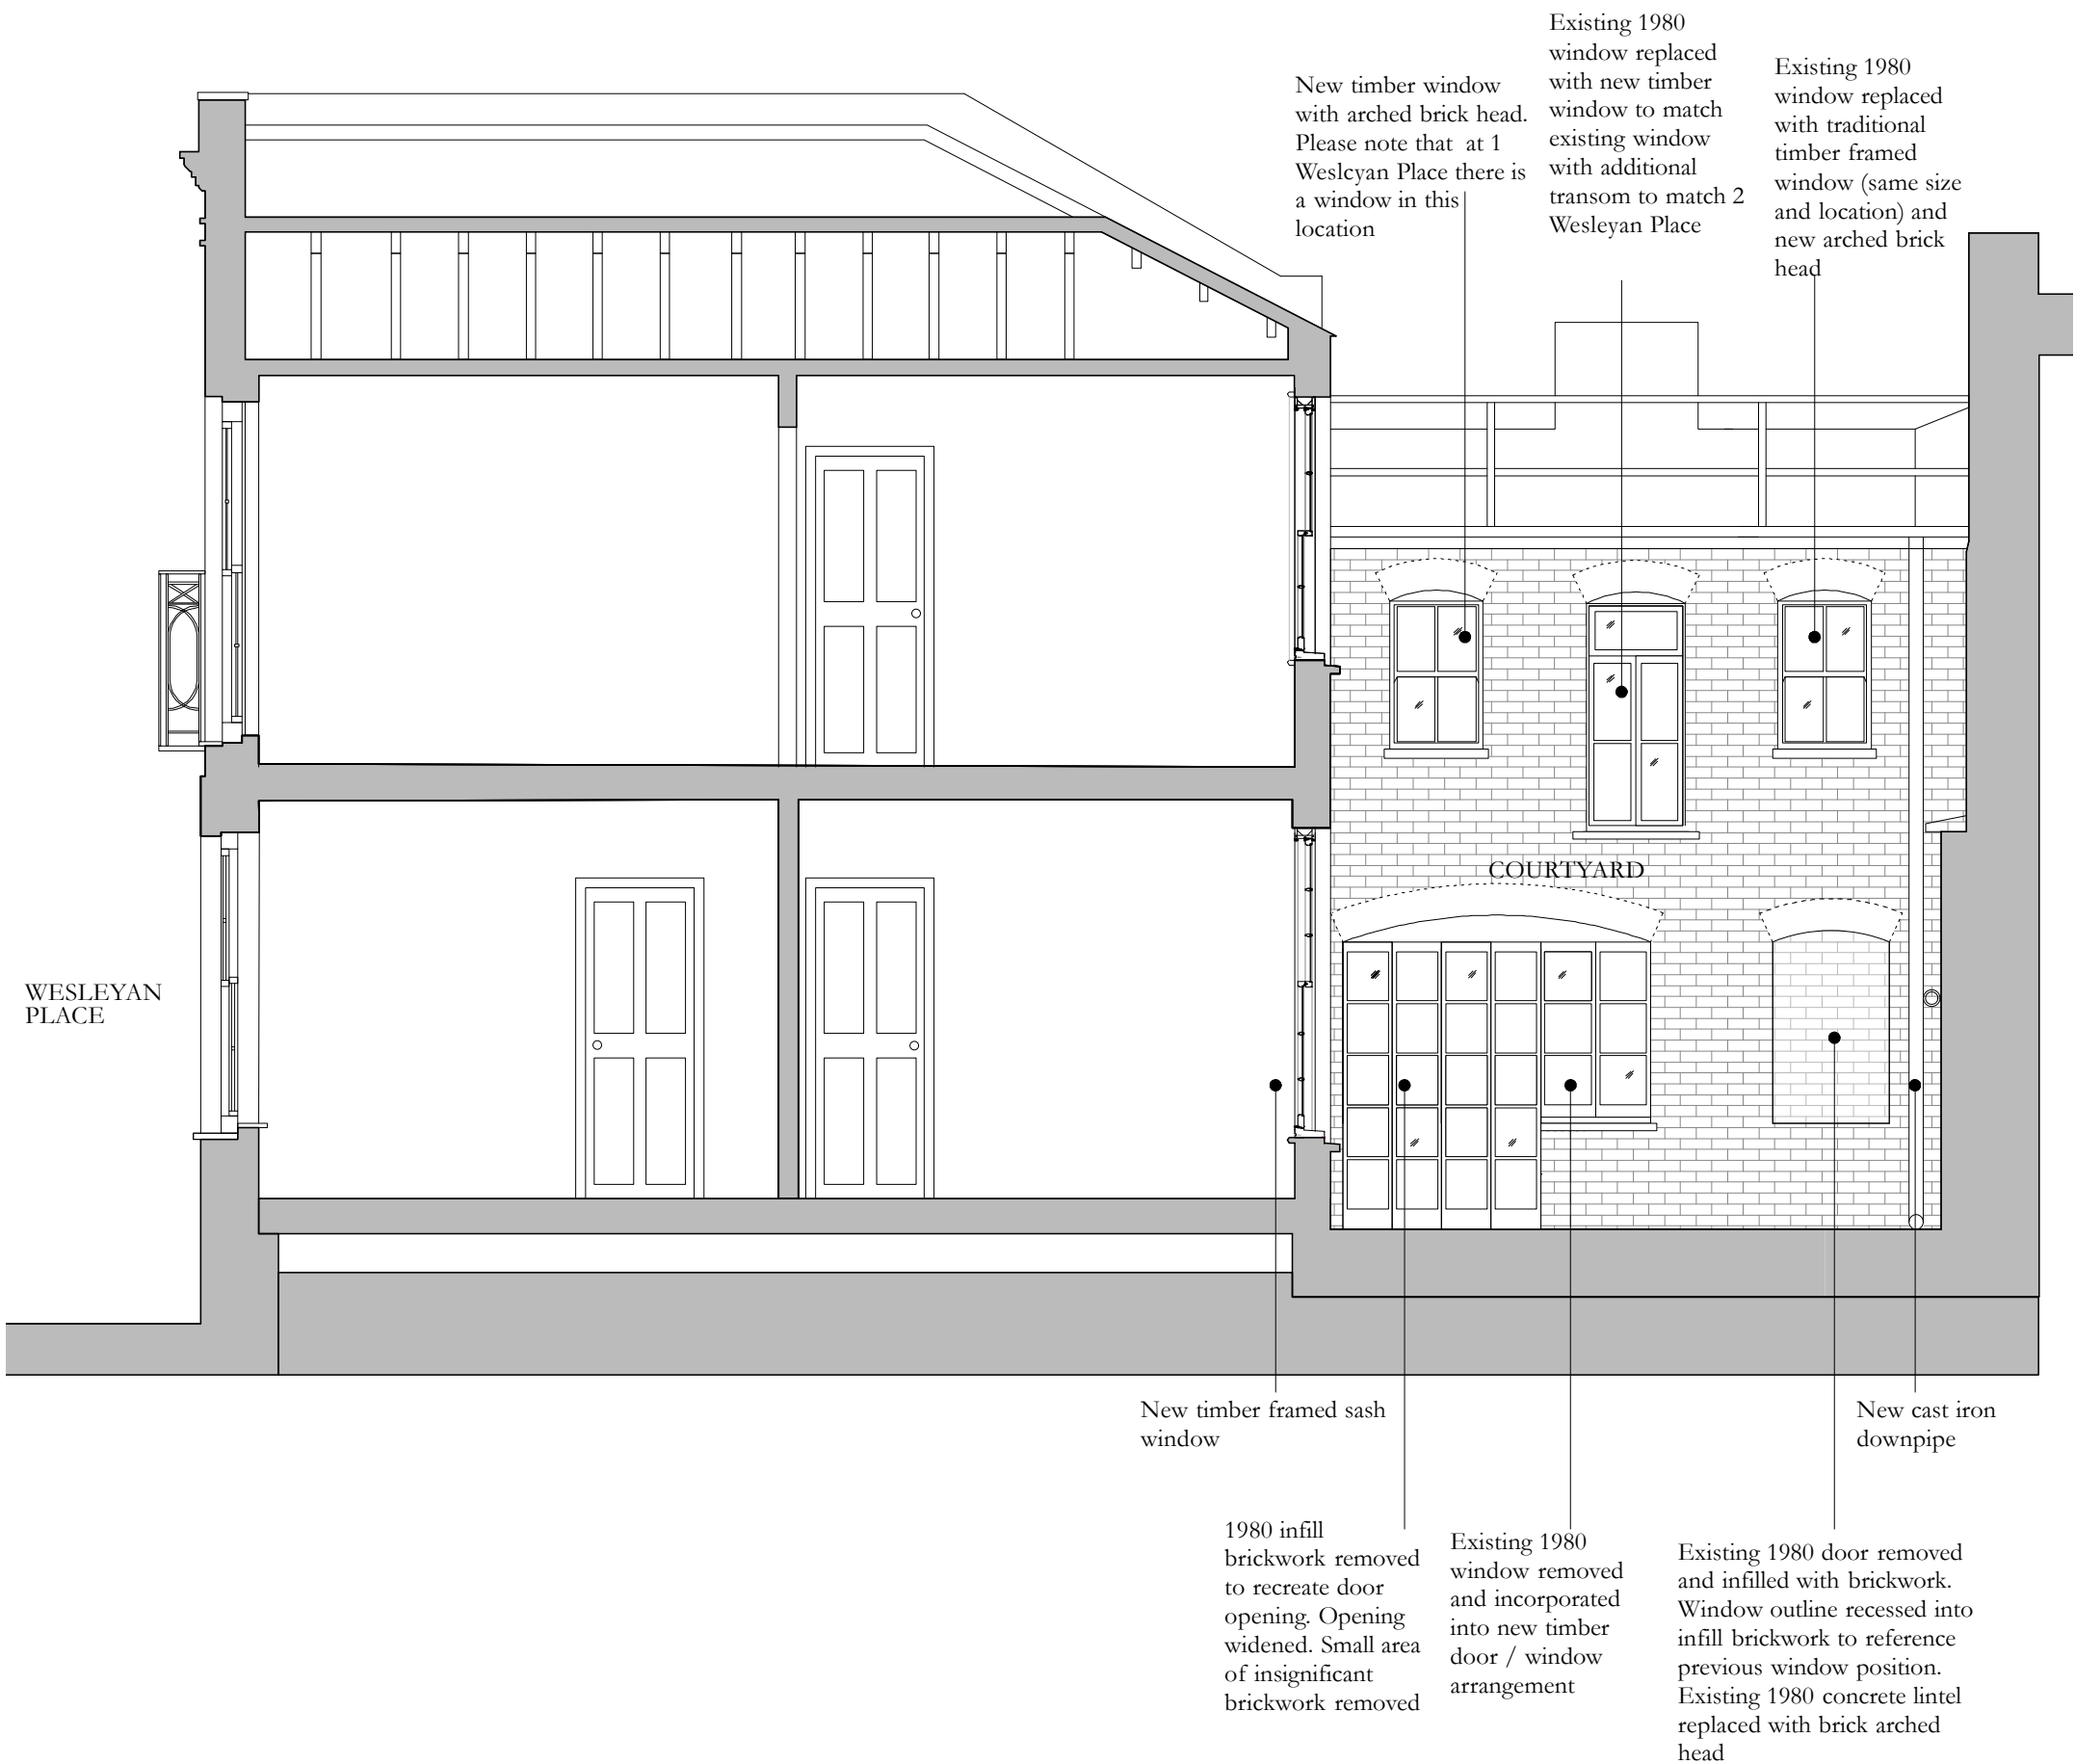 Existing 1980
window replaced
with new timber
window to match
existing window
with additional
transom to match 2
Wesleyan Place
Existing 1980
window replaced
with traditional
timber framed
window (same size
and location) and
new arched brick
head
New timber window
with arched brick head.
Please note that at 1
Weslcyan Place there is
a window in this
location
COURTYARD
WESLEYAN
PLACE
New timber framed sash
window
New cast iron
downpipe
1980 infill
brickwork removed
to recreate door
opening. Opening
widened. Small area
of insignificant
brickwork removed
Existing 1980
window removed
and incorporated
into new timber
door / window
arrangement
Existing 1980 door removed
and infilled with brickwork.
Window outline recessed into
infill brickwork to reference
previous window position.
Existing 1980 concrete lintel
replaced with brick arched
head